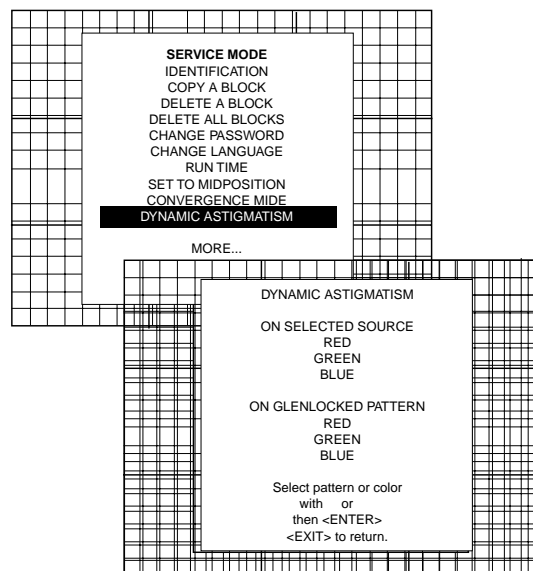 SERVICE MODE
IDENTIFICATION
COPY A BLOCK
DELETE A BLOCK
DELETE ALL BLOCKS
CHANGE PASSWORD
CHANGE LANGUAGE
RUN TIME
SET TO MIDPOSITION
CONVERGENCE MIDE
DYNAMIC ASTIGMATISM
MORE...
DYNAMIC ASTIGMATISM
ON SELECTED SOURCE
RED
GREEN
BLUE
ON GLENLOCKED PATTERN
RED
GREEN
BLUE
Select pattern or color
with or
then <ENTER>
<EXIT> to return.